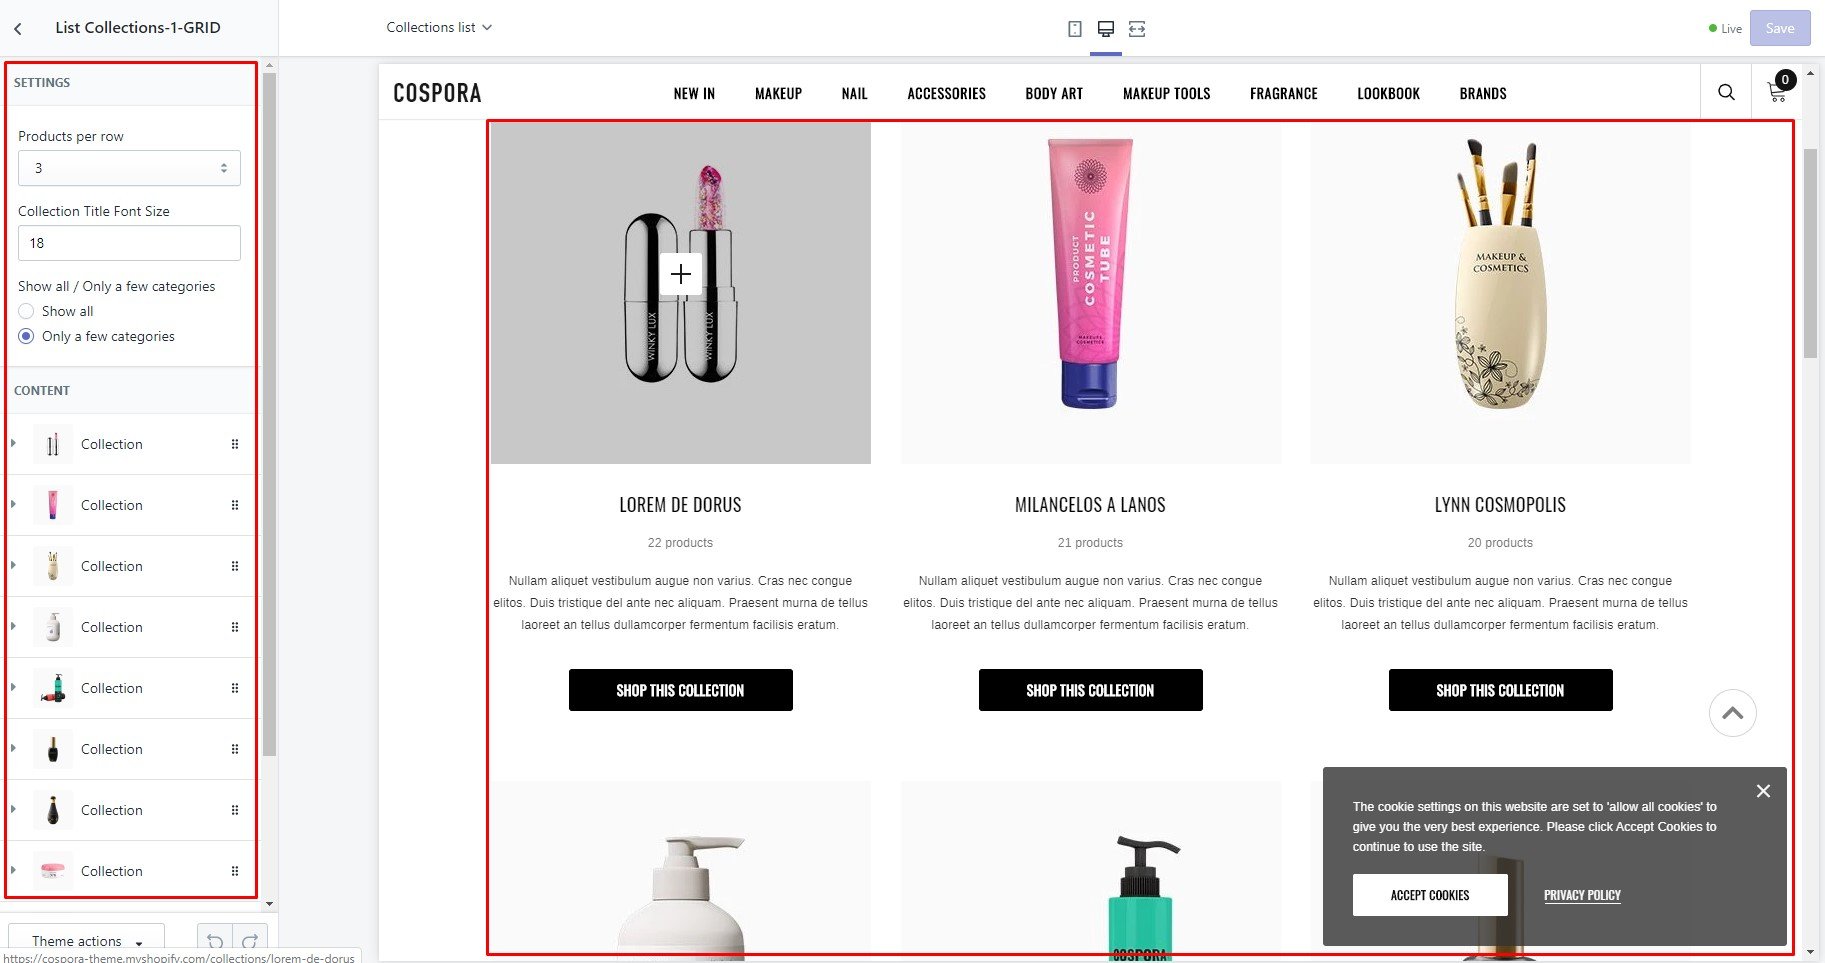 List Collections-1-GRID
Collections list
Live
Save
SETTINGS
Products per row
3
Collection Title Font Size
18
Show all / Only a few categories
Show all
Only a few categories
CONTENT
Collection
Collection
Collection
Collection
Collection
Collection
Collection
Collection
Theme actions
https://cospora-theme.myshopify.com/collections/lorem-de-dorus
COSPORA
NEW IN
MAKEUP
NAIL
ACCESSORIES
BODY ART
MAKEUP TOOLS
FRAGRANCE
LOOKBOOK
BRANDS
0
WINKY LUX
WINKY LUX
PRODUCT
COSMETIC
TUBE
MAKEUP &
COSMETICS
LOREM DE DORUS
22 products
Nullam aliquet vestibulum augue non varius. Cras nec congue
elitos. Duis tristique del ante nec aliquam. Praesent murna de tellus
laoreet an tellus dullamcorper fermentum facilisis eratum.
SHOP THIS COLLECTION
MILANCELOS A LANOS
21 products
Nullam aliquet vestibulum augue non varius. Cras nec congue
elitos. Duis tristique del ante nec aliquam. Praesent murna de tellus
laoreet an tellus dullamcorper fermentum facilisis eratum.
SHOP THIS COLLECTION
LYNN COSMOPOLIS
20 products
Nullam aliquet vestibulum augue non varius. Cras nec congue
elitos. Duis tristique del ante nec aliquam. Praesent murna de tellus
laoreet an tellus dullamcorper fermentum facilisis eratum.
SHOP THIS COLLECTION
COSPORA
The cookie settings on this website are set to 'allow all cookies' to
give you the very best experience. Please click Accept Cookies to
continue to use the site.
ACCEPT COOKIES
PRIVACY POLICY